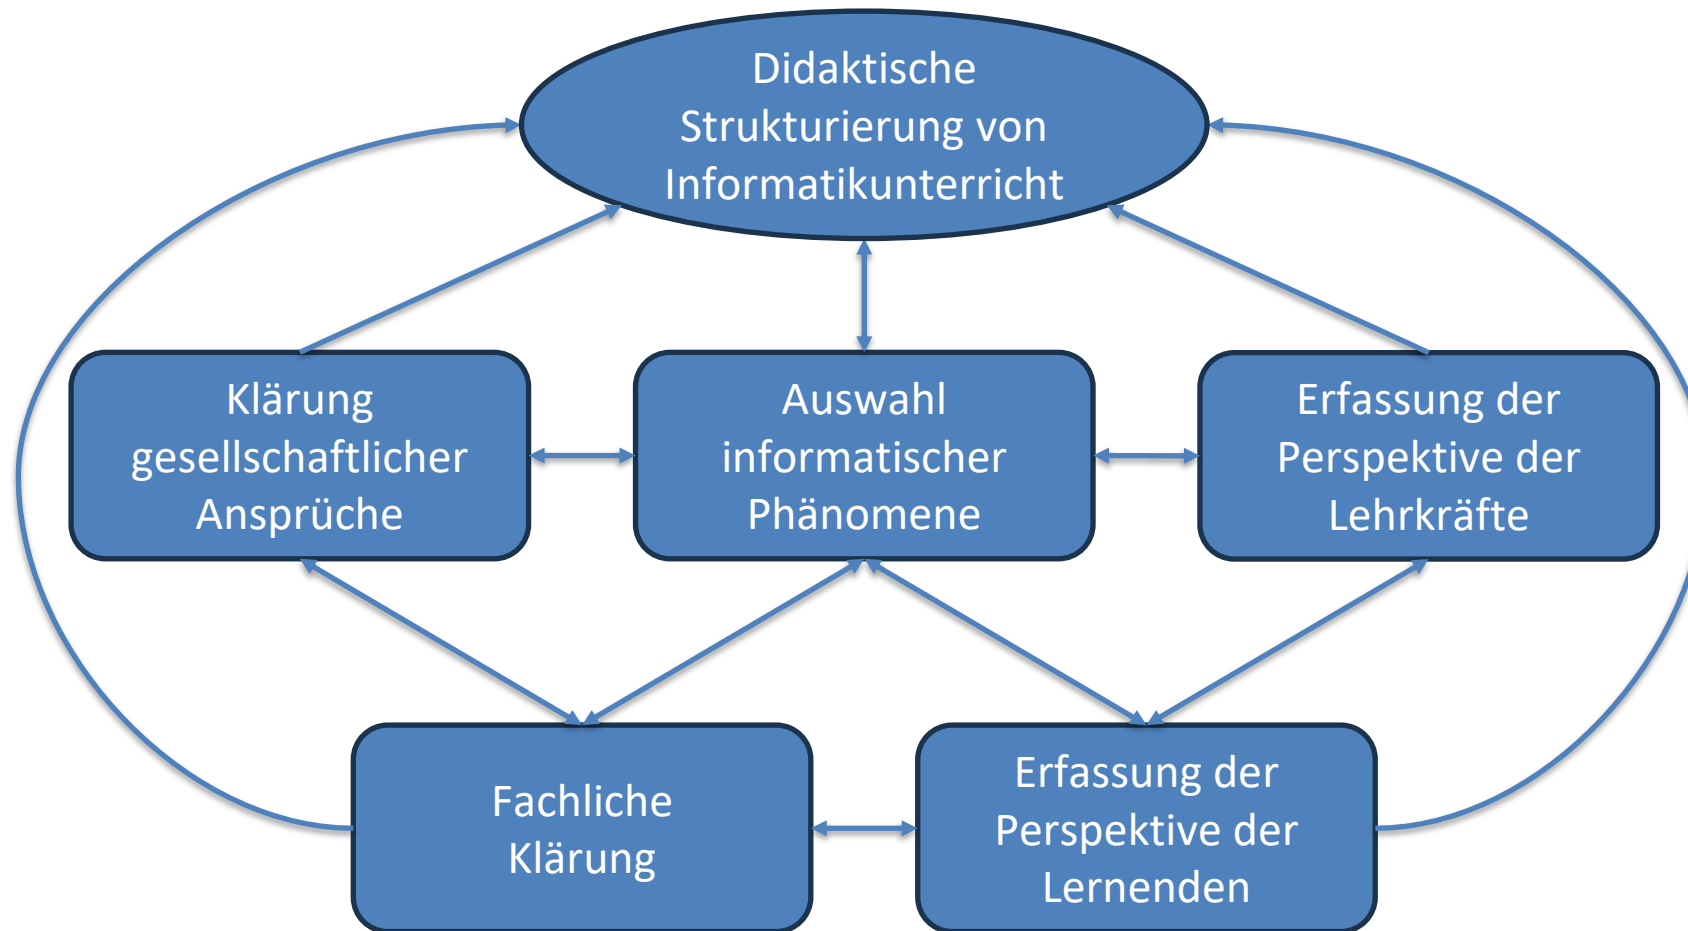 Didaktische
Strukturierung von
Informatikunterricht
Klärung
gesellschaftlicher
Ansprüche
Auswahl
informatischer
Phänomene
Erfassung der
Perspektive der
Lehrkräfte
Fachliche
Klärung
Erfassung der
Perspektive der
Lernenden